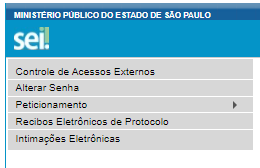 MINISTÉRIO PÚBLICO DO ESTADO DE SÃO PAULO
sei!
Controle de Acessos Externos
Alterar Senha
Peticionamento
Recibos Eletrônicos de Protocolo
Intimações Eletrônicas